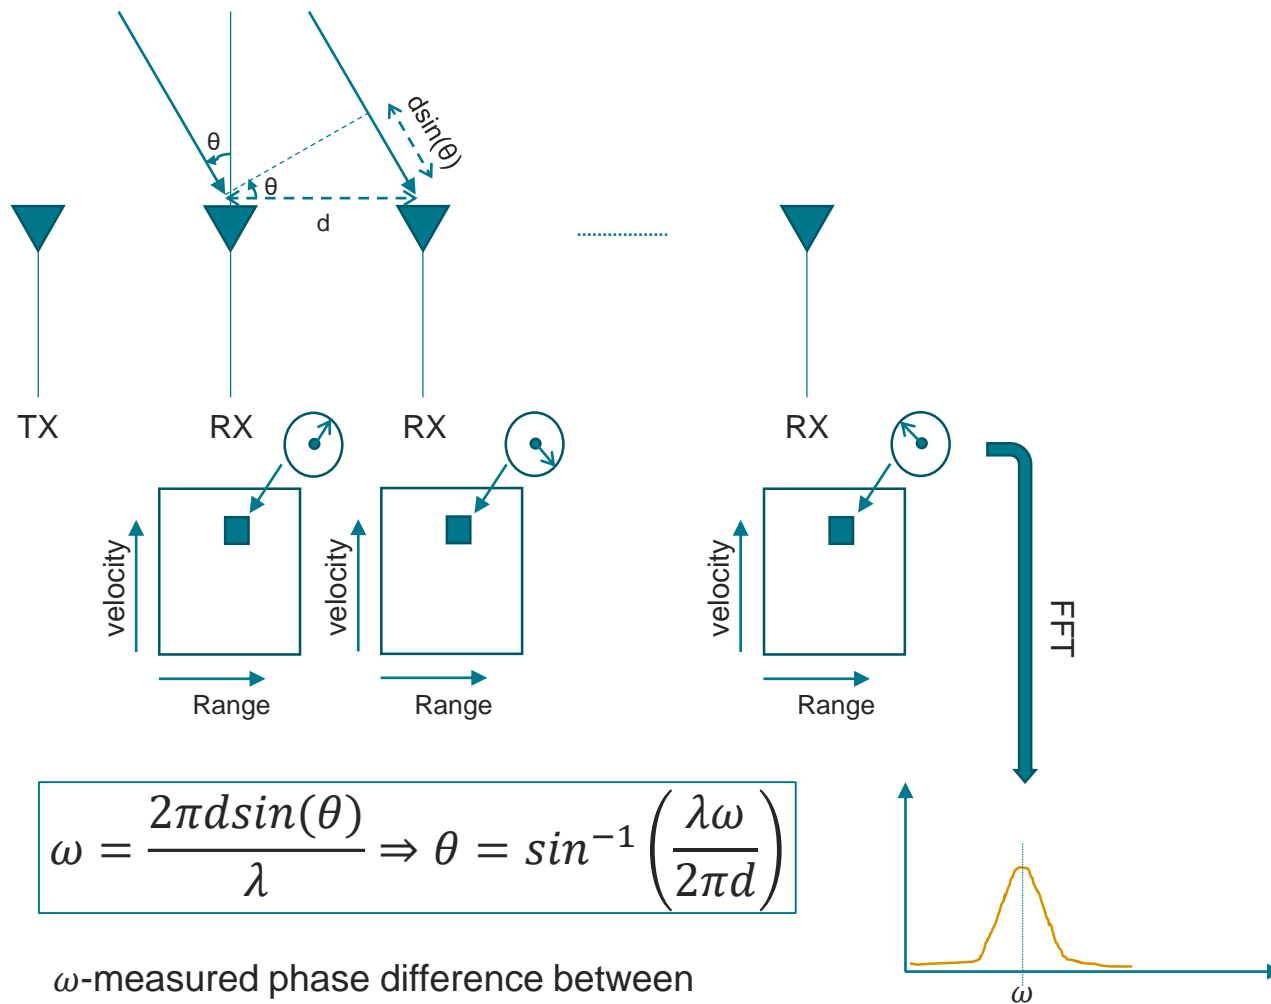 θ
dsin(θ)
θ
d
TX
RX
RX
RX
velocity
velocity
velocity
FFT
Range
Range
Range
ω = 2πdsin(θ)/λ ⇒ θ = sin⁻¹(λω/2πd)
ω-measured phase difference between
ω